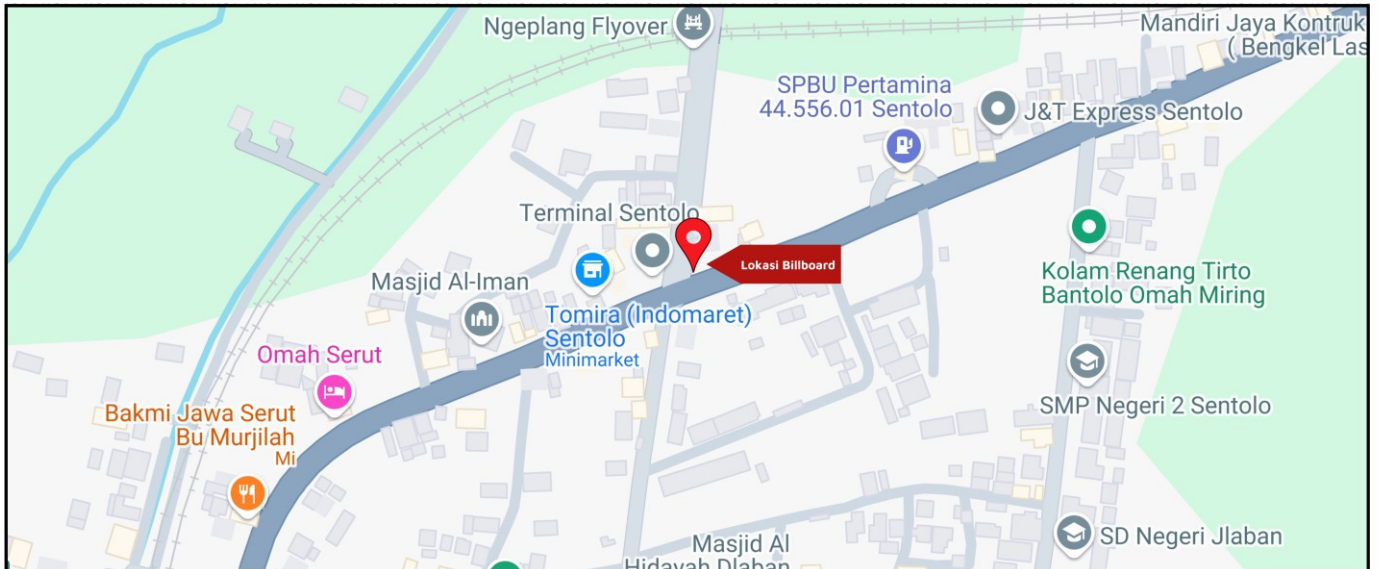 Ngeplang Flyover
Mandiri Jaya Kontruk
( Bengkel Las
SPBU Pertamina
44.556.01 Sentolo
J&T Express Sentolo
Terminal Sentolo
Lokasi Billboard
Masjid Al-Iman
Kolam Renang Tirto
Bantolo Omah Miring
Tomira (Indomaret)
Sentolo
Minimarket
Omah Serut
Bakmi Jawa Serut
Bu Murjilah
Mi
SMP Negeri 2 Sentolo
SD Negeri Jlaban
Masjid Al
Hidayah Dlaban